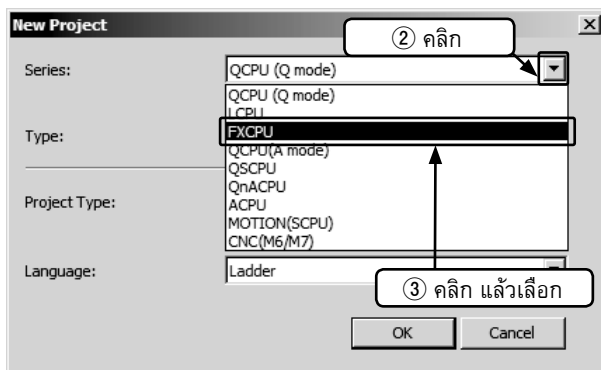 New Project
② คลิก
Series:
QCPU (Q mode)
QCPU (Q mode)
LCPU
FXCPU
Type:
QCPU(A mode)
QSCPU
QnACPU
Project Type:
ACPU
MOTION(SCPU)
CNC(M6/M7)
Language:
Ladder
③ คลิก แล้วเลือก
OK
Cancel